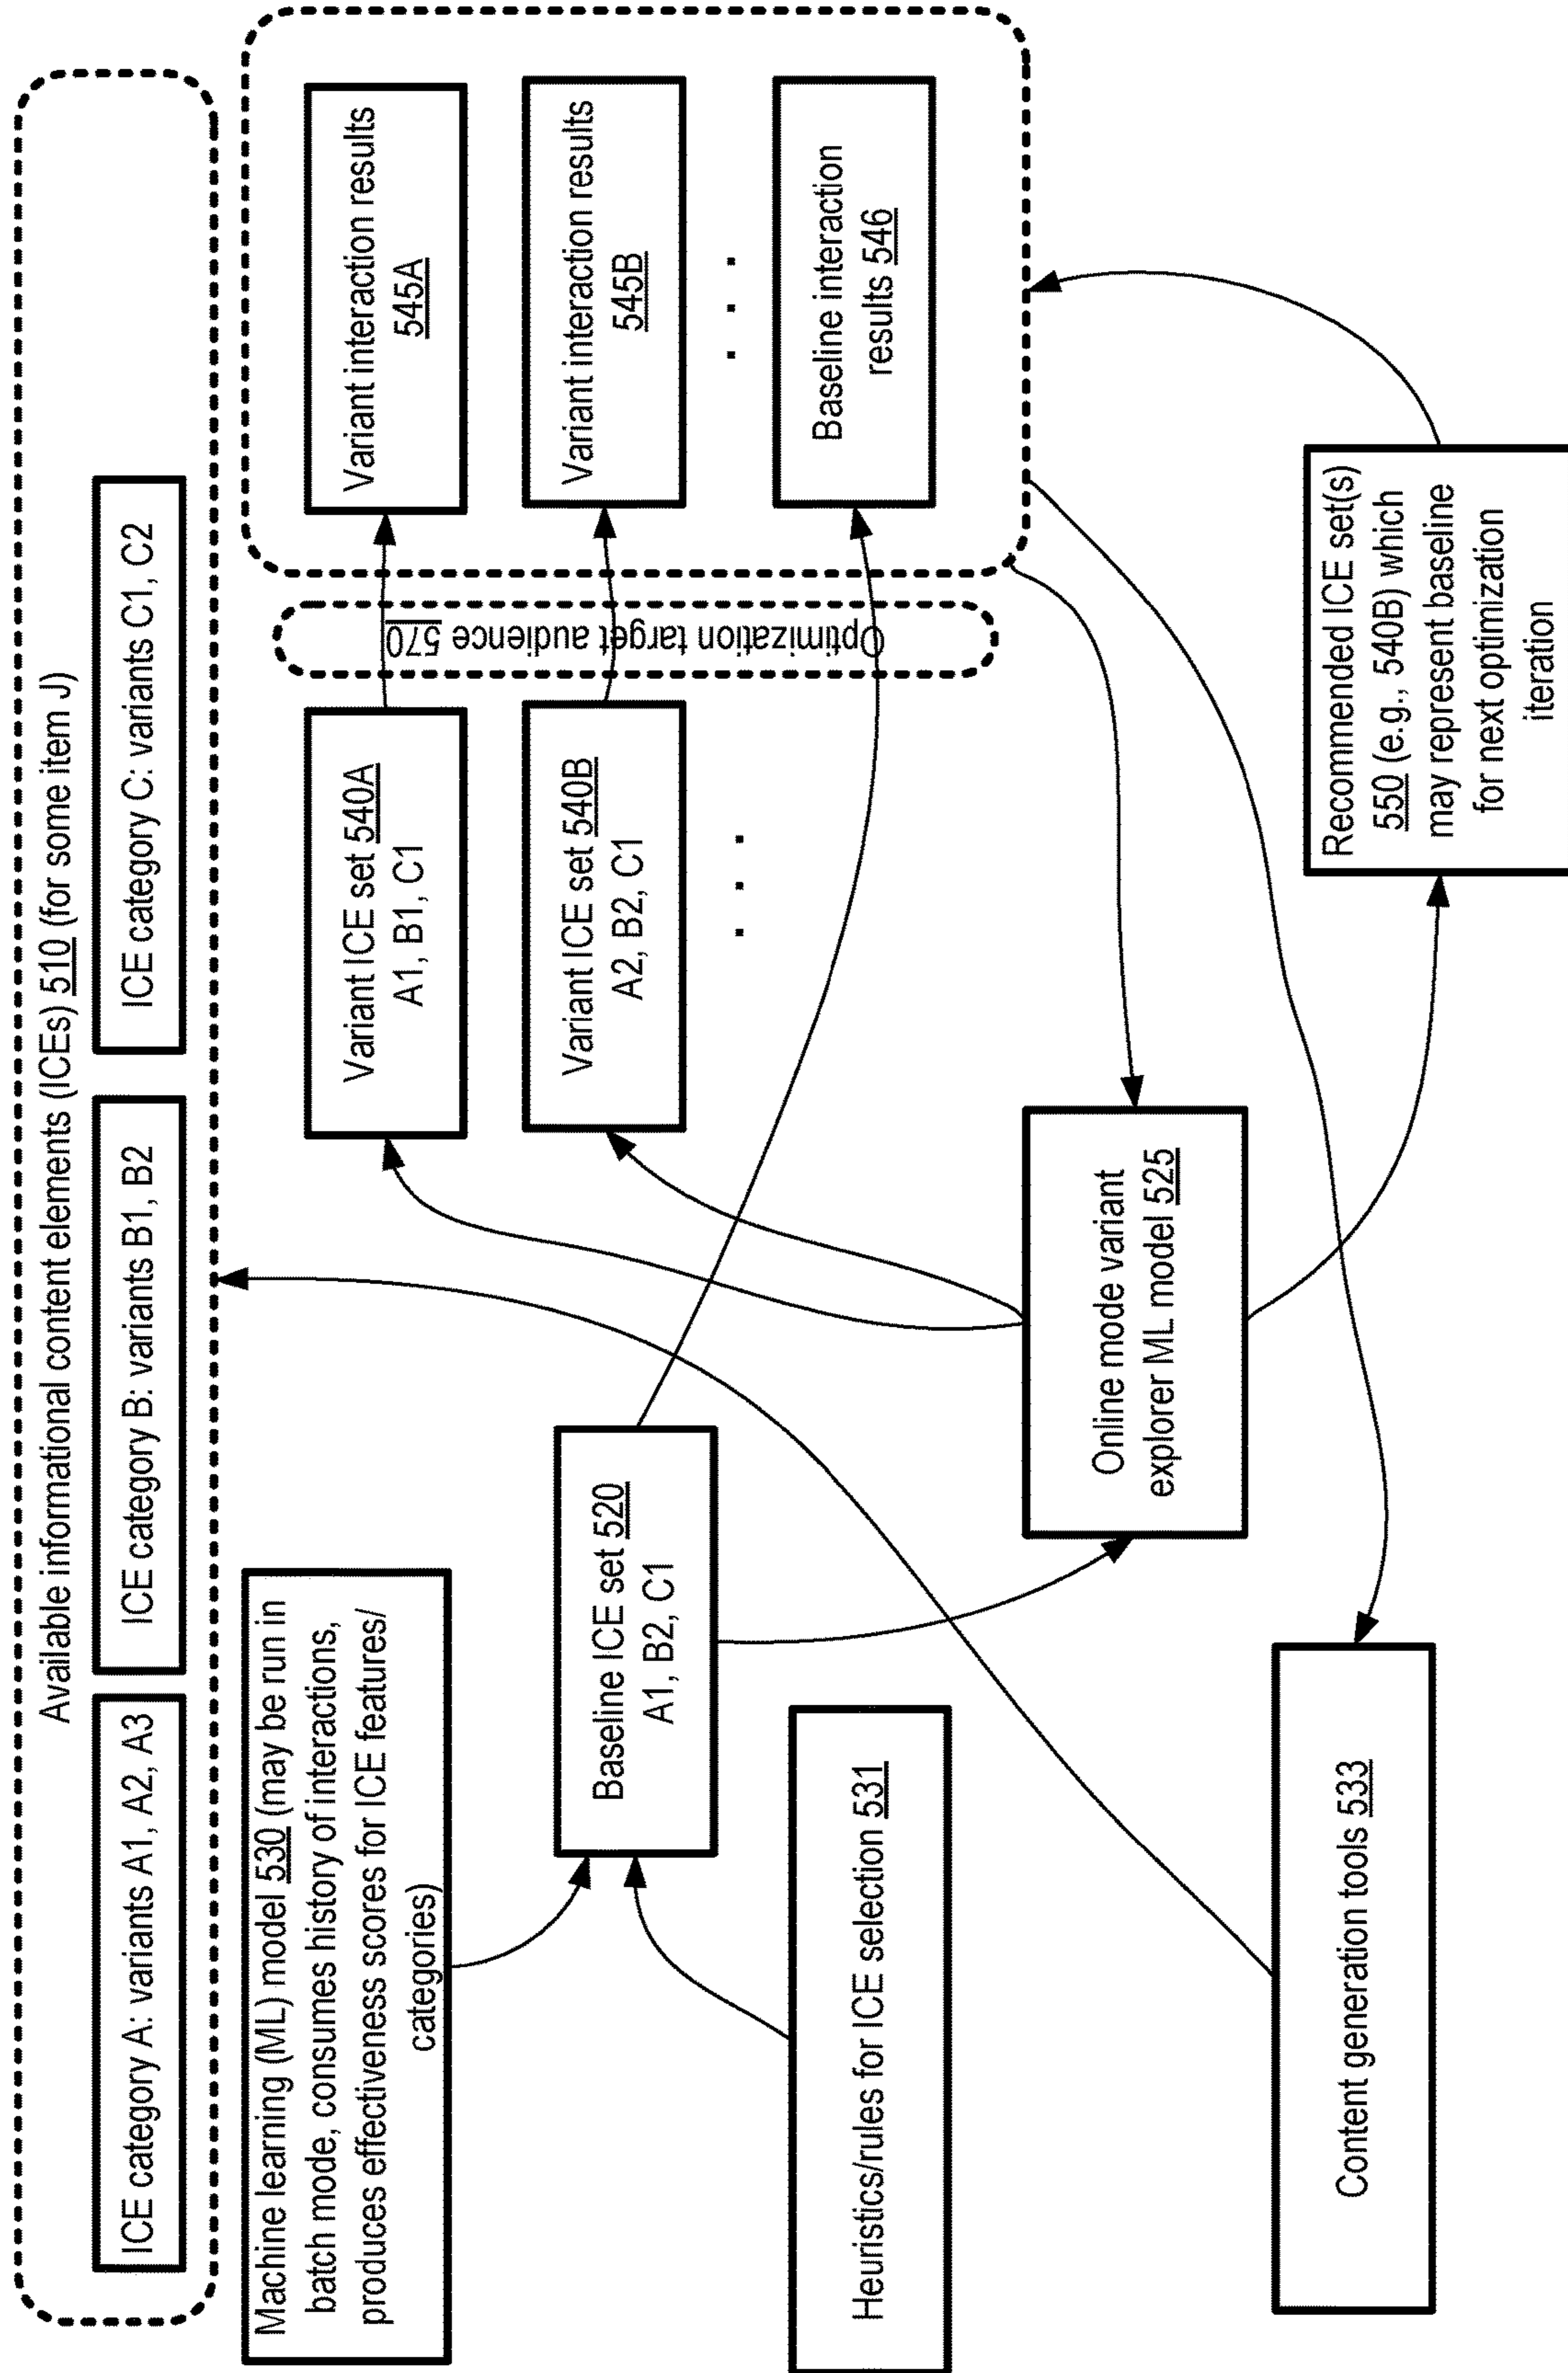 Available informational content elements (ICEs) 510 (for some item J)
ICE category A: variants A1, A2, A3
ICE category B: variants B1, B2
ICE category C: variants C1, C2
Machine learning (ML) model 530 (may be run in
batch mode, consumes history of interactions,
produces effectiveness scores for ICE features/
categories)
Baseline ICE set 520
A1, B2, C1
Heuristics/rules for ICE selection 531
Content generation tools 533
Online mode variant
explorer ML model 525
Variant ICE set 540A
A1, B1, C1
Variant ICE set 540B
A2, B2, C1
. . .
Optimization target audience 570
Variant interaction results
545A
Variant interaction results
545B
. . .
Baseline interaction
results 546
Recommended ICE set(s)
550 (e.g., 540B) which
may represent baseline
for next optimization
iteration